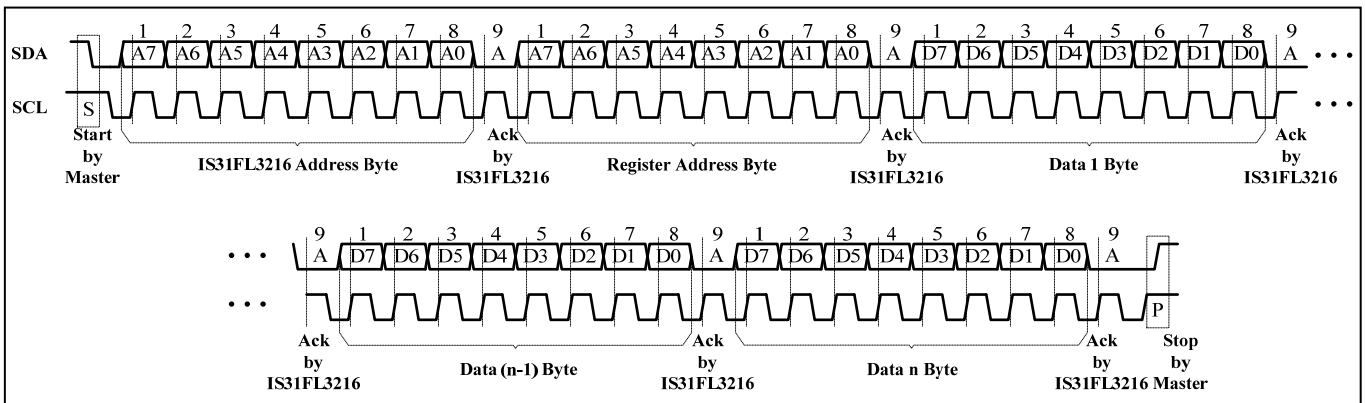 1 2 3 4 5 6 7 8 9 1 2 3 4 5 6 7 8 9 1 2 3 4 5 6 7 8 9
SDA A7 A6 A5 A4 A3 A2 A1 A0 A A7 A6 A5 A4 A3 A2 A1 A0 A D7 D6 D5 D4 D3 D2 D1 D0 A • • •
SCL S • • •
Start by Master
IS31FL3216 Address Byte
Ack by IS31FL3216
Register Address Byte
Ack by IS31FL3216
Data 1 Byte
Ack by IS31FL3216
9 1 2 3 4 5 6 7 8 9 1 2 3 4 5 6 7 8 9
• • • A D7 D6 D5 D4 D3 D2 D1 D0 A D7 D6 D5 D4 D3 D2 D1 D0 A
• • • P
Ack by IS31FL3216
Data (n-1) Byte
Ack by IS31FL3216
Data n Byte
Ack by IS31FL3216
Stop by Master